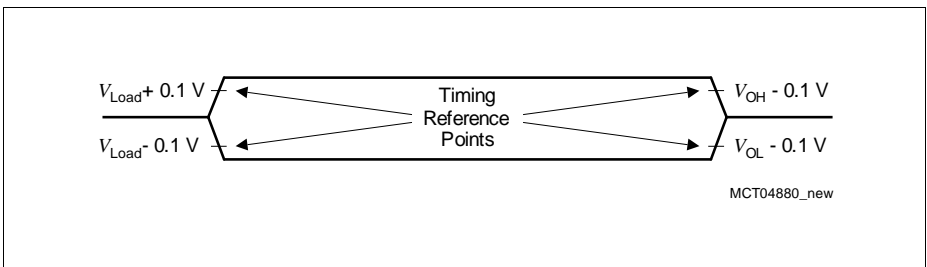 V_Load + 0.1 V
V_Load - 0.1 V
Timing
Reference
Points
V_OH - 0.1 V
V_OL - 0.1 V
MCT04880_new